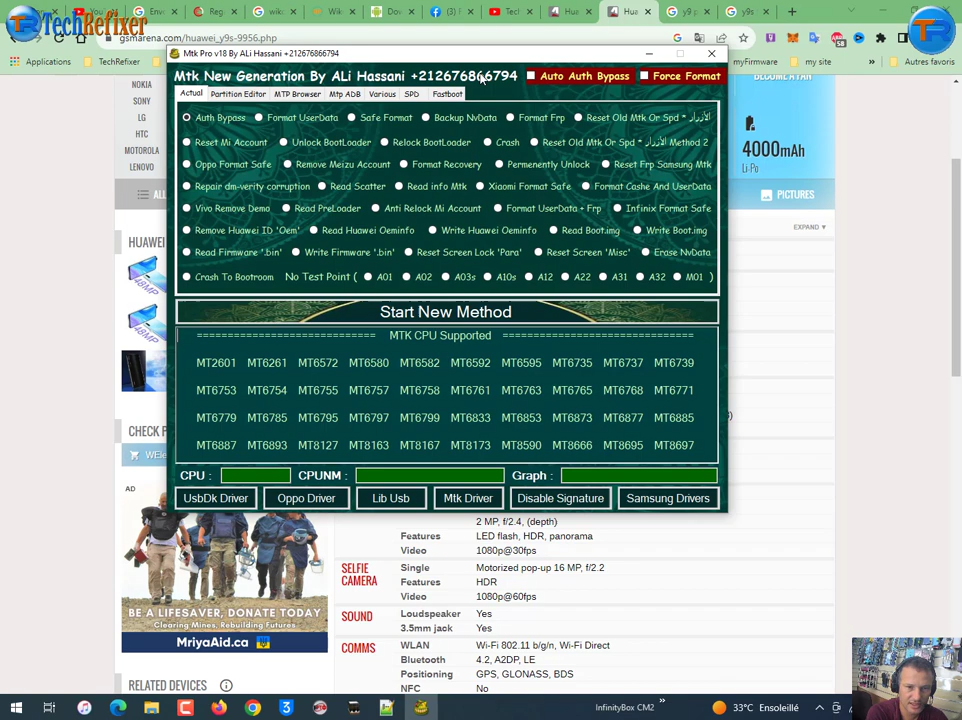 TechRefixer
gsmarena.com/huawei_y9s-9956.php
Applications
TechRefixer
myFirmware
my site
Autres favoris
Mtk Pro v18 By ALi Hassani +212676866794
Mtk New Generation By ALi Hassani +212676866794
Auto Auth Bypass
Force Format
Actual
Partition Editor
MTP Browser
Mtp ADB
Various
SPD
Fastboot
Auth Bypass Format UserData Safe Format Backup NvData Format Frp Reset Old Mtk Or Spd * الأزرار
Reset Mi Account Unlock BootLoader Relock BootLoader Crash Reset Old Mtk Or Spd * الأزرار Method 2
Oppo Format Safe Remove Meizu Account Format Recovery Permenently Unlock Reset Frp Samsung Mtk
Repair dm-verity corruption Read Scatter Read info Mtk Xiaomi Format Safe Format Cashe And UserData
Vivo Remove Demo Read PreLoader Anti Relock Mi Account Format UserData + Frp Infinix Format Safe
Remove Huawei ID 'Oem' Read Huawei Oeminfo Write Huawei Oeminfo Read Boot.img Write Boot.img
Read Firmware '.bin' Write Firmware '.bin' Reset Screen Lock 'Para' Reset Screen 'Misc' Erase NvData
Crash To Bootrom No Test Point ( A01 A02 A03s A10s A12 A22 A31 A32 M01 )
Start New Method
============================ MTK CPU Supported ============================
MT2601 MT6261 MT6572 MT6580 MT6582 MT6592 MT6595 MT6735 MT6737 MT6739
MT6753 MT6754 MT6755 MT6757 MT6758 MT6761 MT6763 MT6765 MT6768 MT6771
MT6779 MT6785 MT6795 MT6797 MT6799 MT6833 MT6853 MT6873 MT6877 MT6885
MT6887 MT6893 MT8127 MT8163 MT8167 MT8173 MT8590 MT8666 MT8695 MT8697
CPU : CPUNM : Graph :
UsbDk Driver
Oppo Driver
Lib Usb
Mtk Driver
Disable Signature
Samsung Drivers
NOKIA
SONY
LG
HTC
MOTOROLA
LENOVO
BECOME AN
4000mAh
Li-Po
PICTURES
EXPAND ▼
HUAWEI
48MP
48MP
CHECK
AD
BE A LIFESAVER, DONATE TODAY
Clearing Mines, Rebuilding Futures
MriyaAid.ca
RELATED DEVICES
2 MP, f/2.4, (depth)
Features LED flash, HDR, panorama
Video 1080p@30fps
SELFIE CAMERA
Single Motorized pop-up 16 MP, f/2.2
Features HDR
Video 1080p@60fps
SOUND
Loudspeaker Yes
3.5mm jack Yes
COMMS
WLAN Wi-Fi 802.11 b/g/n, Wi-Fi Direct
Bluetooth 4.2, A2DP, LE
Positioning GPS, GLONASS, BDS
NFC No
InfinityBox CM2
33°C Ensoleillé